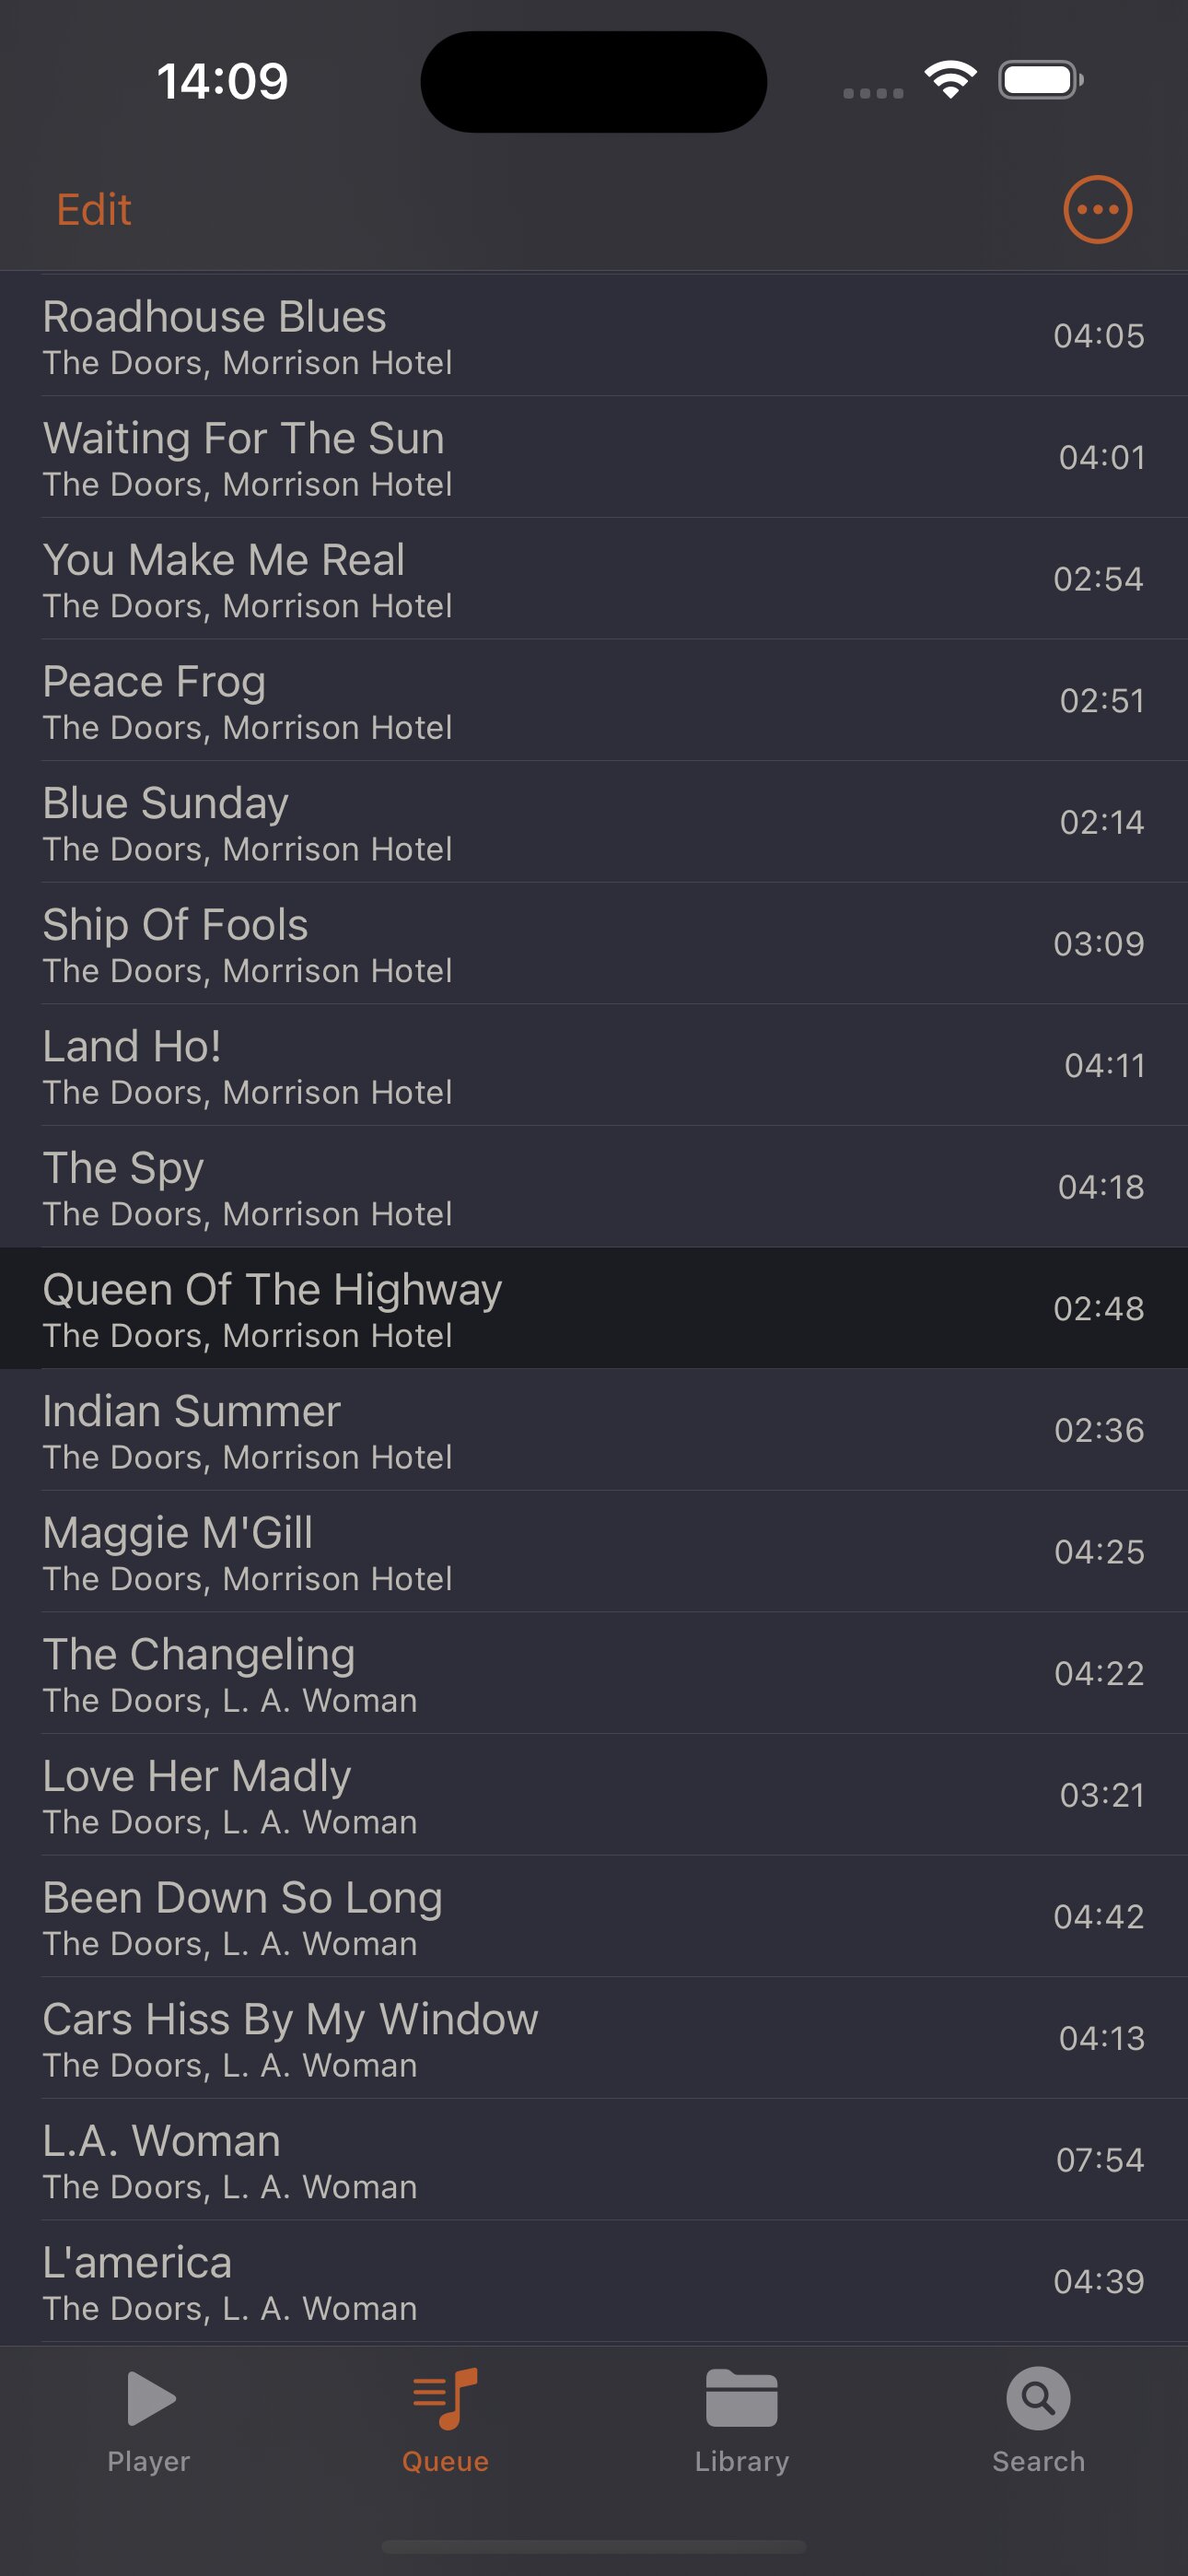 14:09
Edit
Roadhouse Blues
The Doors, Morrison Hotel
04:05
Waiting For The Sun
The Doors, Morrison Hotel
04:01
You Make Me Real
The Doors, Morrison Hotel
02:54
Peace Frog
The Doors, Morrison Hotel
02:51
Blue Sunday
The Doors, Morrison Hotel
02:14
Ship Of Fools
The Doors, Morrison Hotel
03:09
Land Ho!
The Doors, Morrison Hotel
04:11
The Spy
The Doors, Morrison Hotel
04:18
Queen Of The Highway
The Doors, Morrison Hotel
02:48
Indian Summer
The Doors, Morrison Hotel
02:36
Maggie M'Gill
The Doors, Morrison Hotel
04:25
The Changeling
The Doors, L. A. Woman
04:22
Love Her Madly
The Doors, L. A. Woman
03:21
Been Down So Long
The Doors, L. A. Woman
04:42
Cars Hiss By My Window
The Doors, L. A. Woman
04:13
L.A. Woman
The Doors, L. A. Woman
07:54
L'america
The Doors, L. A. Woman
04:39
Player
Queue
Library
Search